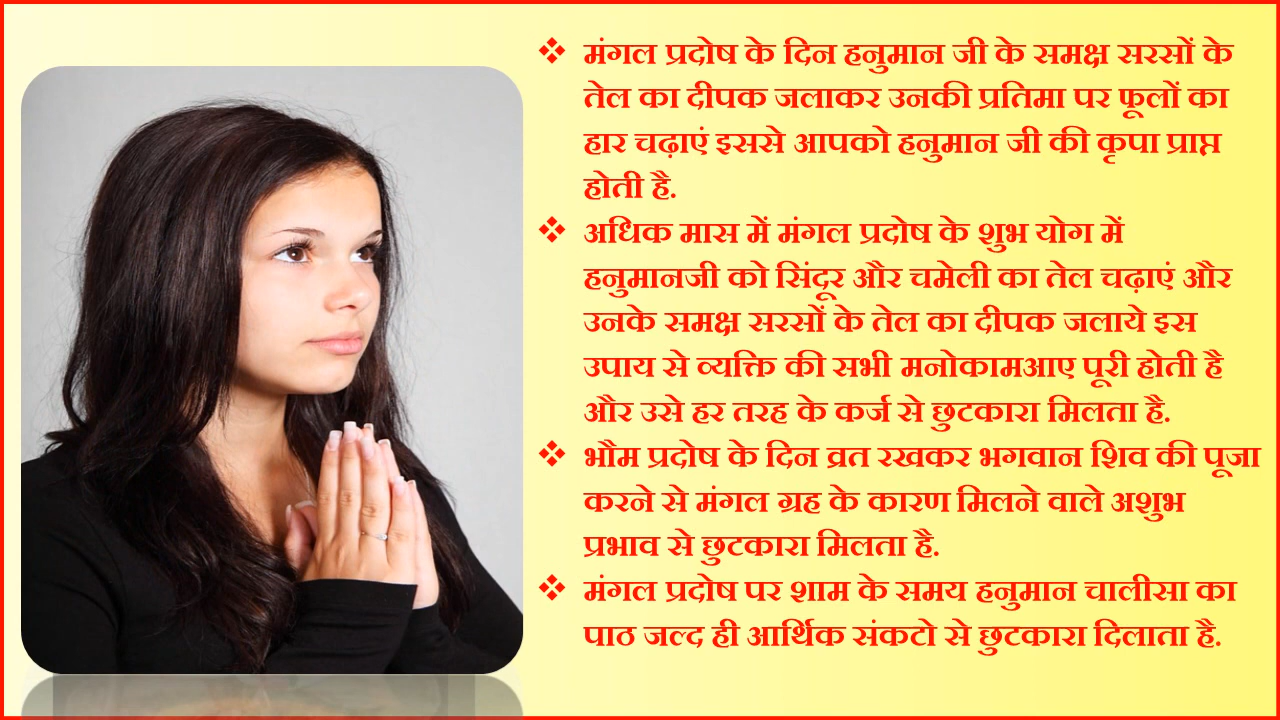 ❖ मंगल प्रदोष के दिन हनुमान जी के समक्ष सरसों के
तेल का दीपक जलाकर उनकी प्रतिमा पर फूलों का
हार चढ़ाएं इससे आपको हनुमान जी की कृपा प्राप्त
होती है.
❖ अधिक मास में मंगल प्रदोष के शुभ योग में
हनुमानजी को सिंदूर और चमेली का तेल चढ़ाएं और
उनके समक्ष सरसों के तेल का दीपक जलाये इस
उपाय से व्यक्ति की सभी मनोकामआए पूरी होती है
और उसे हर तरह के कर्ज से छुटकारा मिलता है.
❖ भौम प्रदोष के दिन व्रत रखकर भगवान शिव की पूजा
करने से मंगल ग्रह के कारण मिलने वाले अशुभ
प्रभाव से छुटकारा मिलता है.
❖ मंगल प्रदोष पर शाम के समय हनुमान चालीसा का
पाठ जल्द ही आर्थिक संकटो से छुटकारा दिलाता है.